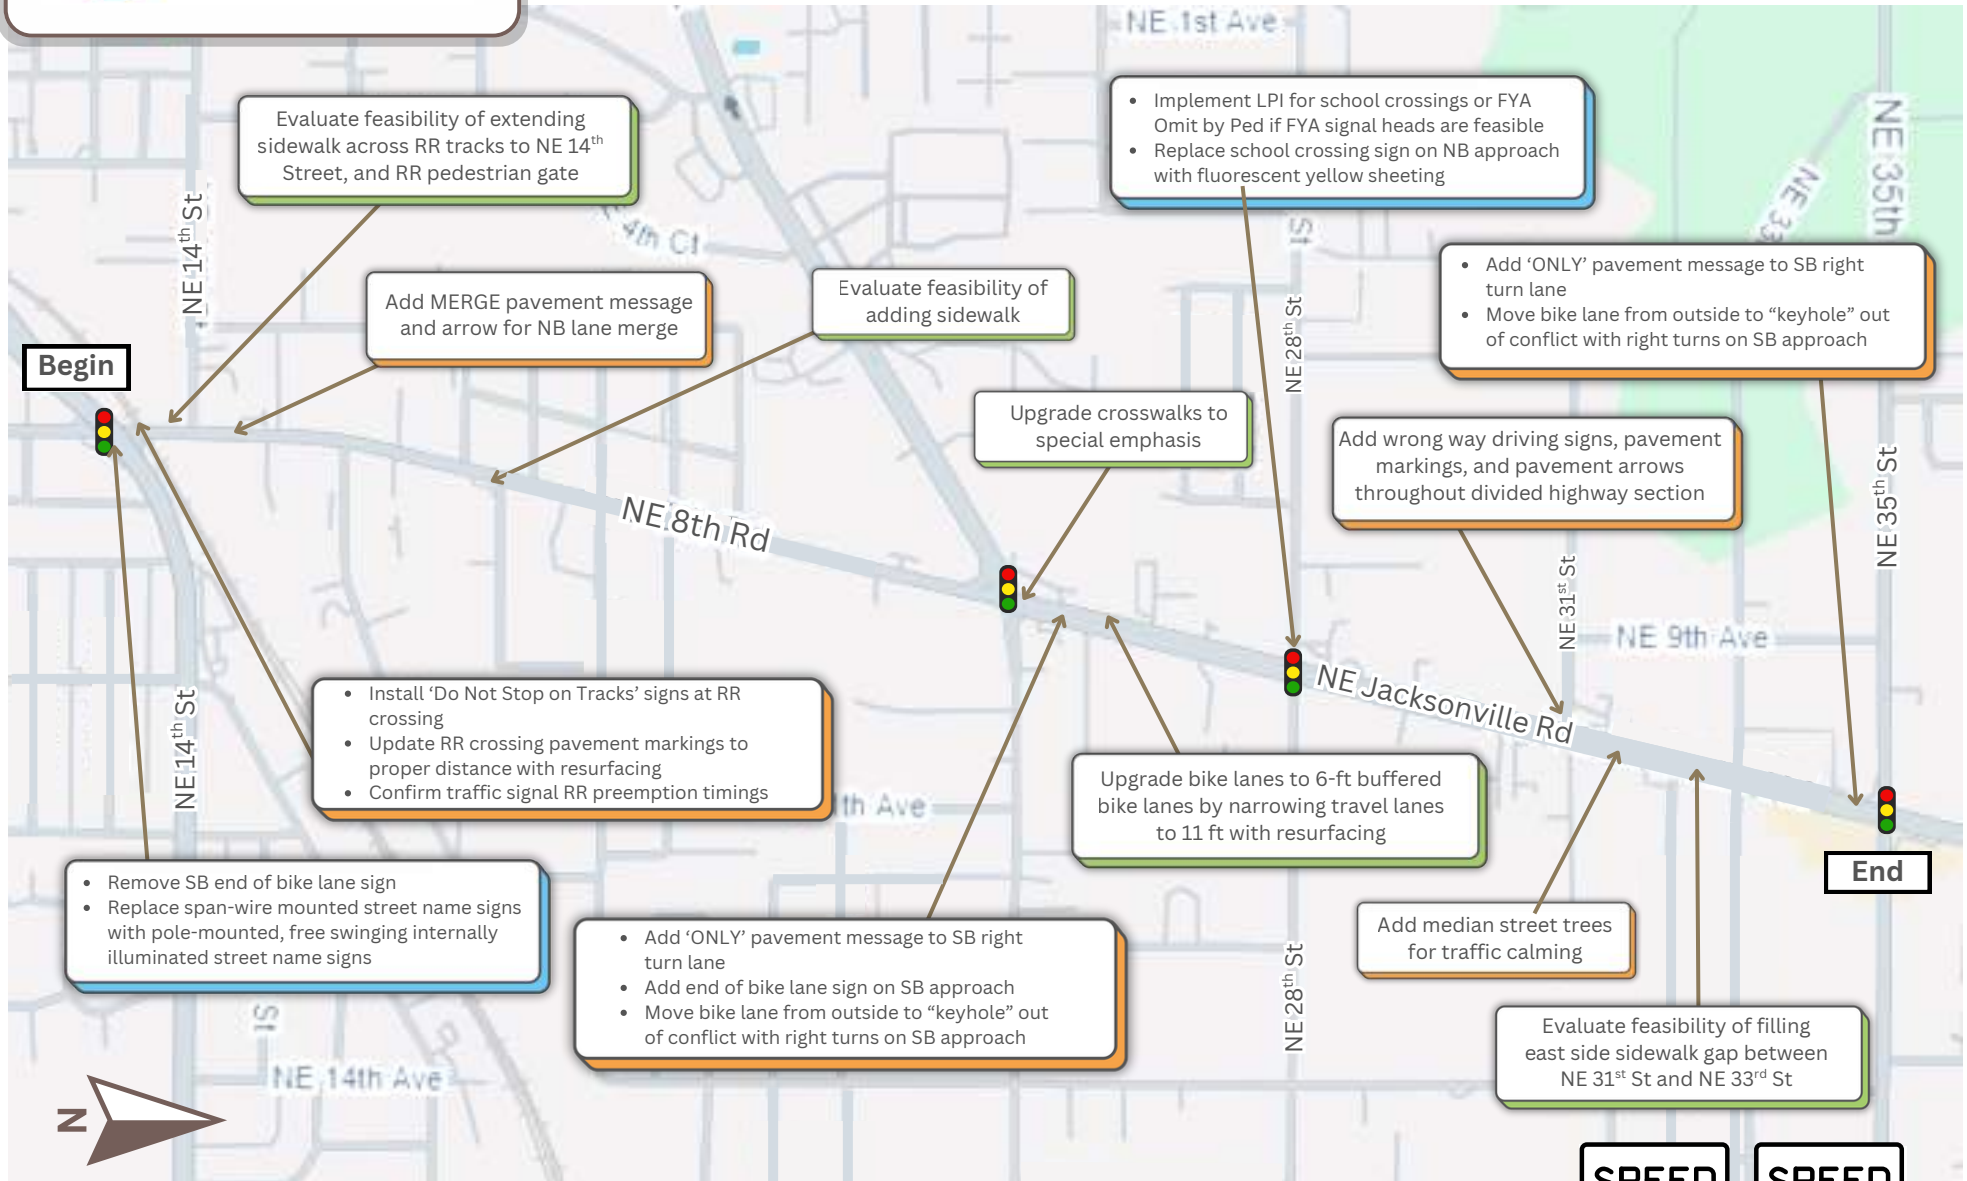 NE 1st Ave
Evaluate feasibility of extending
sidewalk across RR tracks to NE 14th
Street, and RR pedestrian gate
• Implement LPI for school crossings or FYA
Omit by Ped if FYA signal heads are feasible
• Replace school crossing sign on NB approach
with fluorescent yellow sheeting
NE 35th
NE 33
4th Ct
St
NE 14th St
Add MERGE pavement message
and arrow for NB lane merge
Evaluate feasibility of
adding sidewalk
• Add ‘ONLY’ pavement message to SB right
turn lane
• Move bike lane from outside to “keyhole” out
of conflict with right turns on SB approach
NE 28th St
Begin
Upgrade crosswalks to
special emphasis
Add wrong way driving signs, pavement
markings, and pavement arrows
throughout divided highway section
NE 35th St
NE 8th Rd
NE 31st St
NE 9th Ave
NE Jacksonville Rd
• Install ‘Do Not Stop on Tracks’ signs at RR
crossing
• Update RR crossing pavement markings to
proper distance with resurfacing
• Confirm traffic signal RR preemption timings
NE 14th St
th Ave
Upgrade bike lanes to 6-ft buffered
bike lanes by narrowing travel lanes
to 11 ft with resurfacing
End
• Remove SB end of bike lane sign
• Replace span-wire mounted street name signs
with pole-mounted, free swinging internally
illuminated street name signs
• Add ‘ONLY’ pavement message to SB right
turn lane
• Add end of bike lane sign on SB approach
• Move bike lane from outside to “keyhole” out
of conflict with right turns on SB approach
Add median street trees
for traffic calming
NE 28th St
St
Evaluate feasibility of filling
east side sidewalk gap between
NE 31st St and NE 33rd St
NE 14th Ave
N
SPEED
SPEED